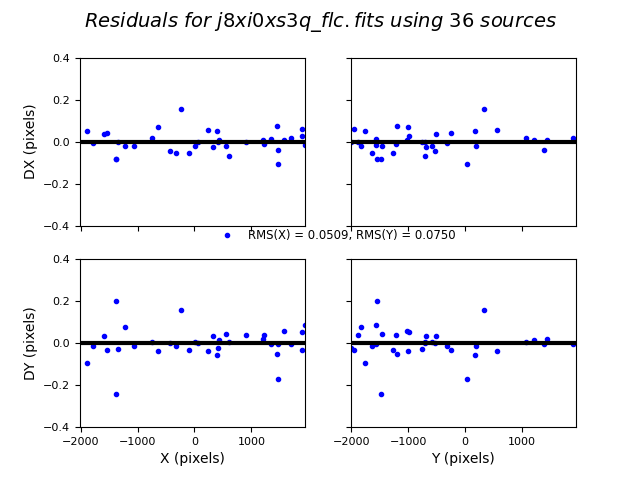 Residuals for j8xi0xs3q_flc.fits using 36 sources
0.4
0.2
0.0
−0.2
−0.4
DX (pixels)
RMS(X) = 0.0509, RMS(Y) = 0.0750
0.4
0.2
0.0
−0.2
−0.4
DY (pixels)
−2000 −1000 0 1000
X (pixels)
−2000 −1000 0 1000
Y (pixels)